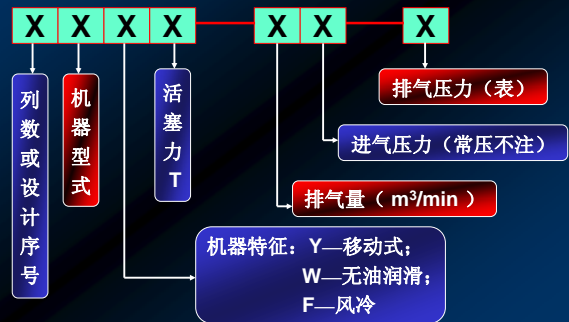 X X X X — X X — X
列数或设计序号
机器型式
活塞力 T
排气压力（表）
进气压力（常压不注）
排气量（ m³/min ）
机器特征：Y—移动式；
W—无油润滑；
F—风冷